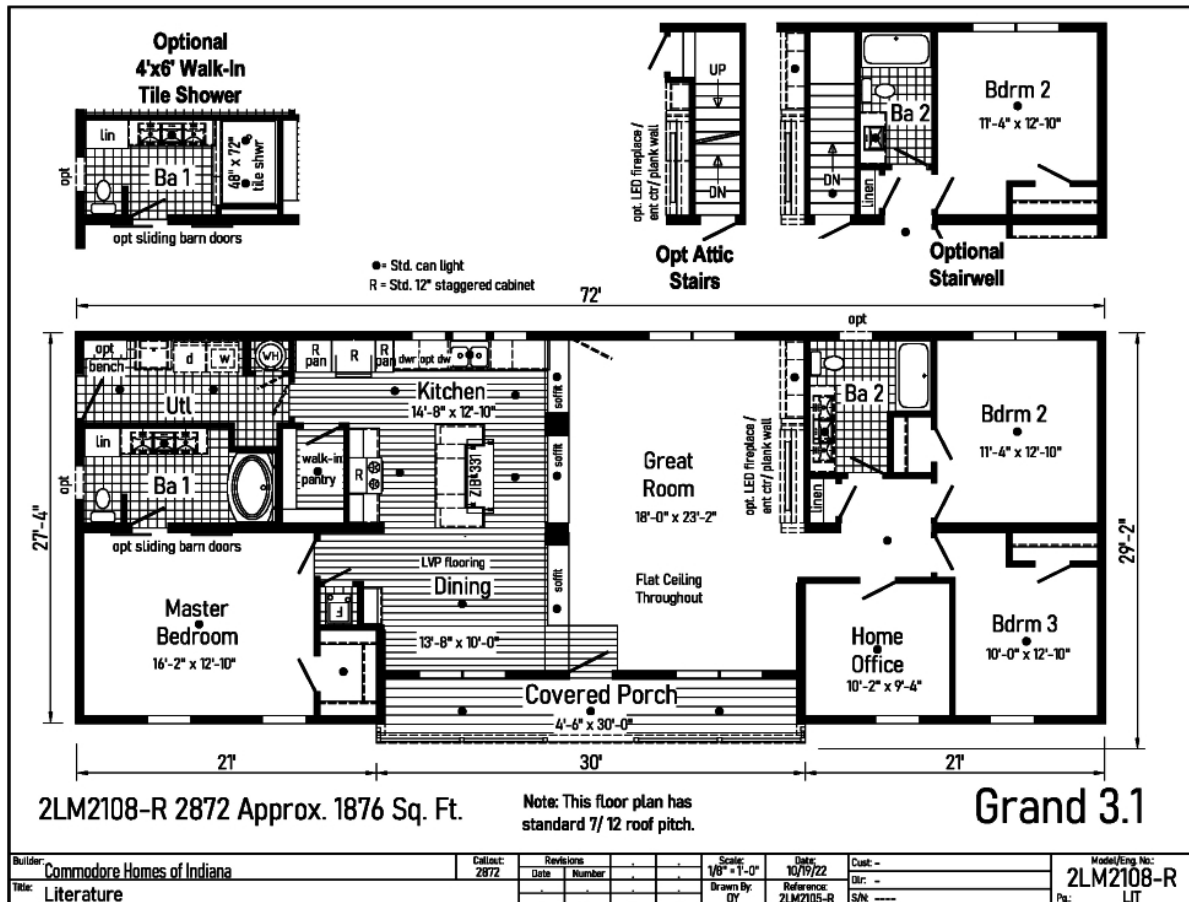 Optional
4'x6' Walk-In
Tile Shower
lin
opt
Ba 1
48" x 72"
tile shwr
opt sliding barn doors
UP
DN
opt. LED fireplace /
ent ctr/ plank wall
Opt Attic
Stairs
DN
Ba 2
linen
Bdrm 2
11'-4" x 12'-10"
Optional
Stairwell
●= Std. can light
R = Std. 12" staggered cabinet
72'
opt
27'-4"
29'-2"
opt
bench
d
w
WH
R
pan
R
R
pan
dwr
opt dw
Utl
Kitchen
14'-8" x 12'-10"
soffit
lin
opt
Ba 1
walk-in
pantry
R
soffit
Great
Room
18'-0" x 23'-2"
opt. LED fireplace /
ent ctr/ plank wall
Ba 2
linen
Bdrm 2
11'-4" x 12'-10"
opt sliding barn doors
LVP flooring
Dining
13'-8" x 10'-0"
soffit
Flat Ceiling
Throughout
F
Master
Bedroom
16'-2" x 12'-10"
Home
Office
10'-2" x 9'-4"
Bdrm 3
10'-0" x 12'-10"
Covered Porch
4'-6" x 30'-0"
21'
30'
21'
2LM2108-R 2872 Approx. 1876 Sq. Ft.
Note: This floor plan has
standard 7/ 12 roof pitch.
Grand 3.1
Builder: Commodore Homes of Indiana
Title: Literature
Callout:
2872
Revisions
Date Number
Scale:
1/8" = 1'-0"
Drawn By:
DY
Date:
10/19/22
Reference:
2LM2105-R
Cust: -
Dlr: -
S/N: ----
Model/Eng. No.:
2LM2108-R
Pg.: LIT